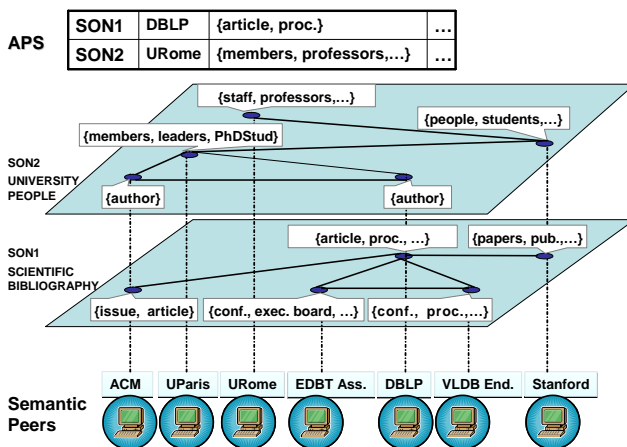 APS
SON1 DBLP {article, proc.} ...
SON2 URome {members, professors,...} ...
{staff, professors,...}
{people, students,...}
{members, leaders, PhDStud}
SON2
UNIVERSITY
PEOPLE
{author} {author}
SON1
SCIENTIFIC
BIBLIOGRAPHY
{article, proc., ...} {papers, pub.,...}
{issue, article} {conf., exec. board, ...} {conf., proc.,...}
Semantic
Peers
ACM UParis URome EDBT Ass. DBLP VLDB End. Stanford